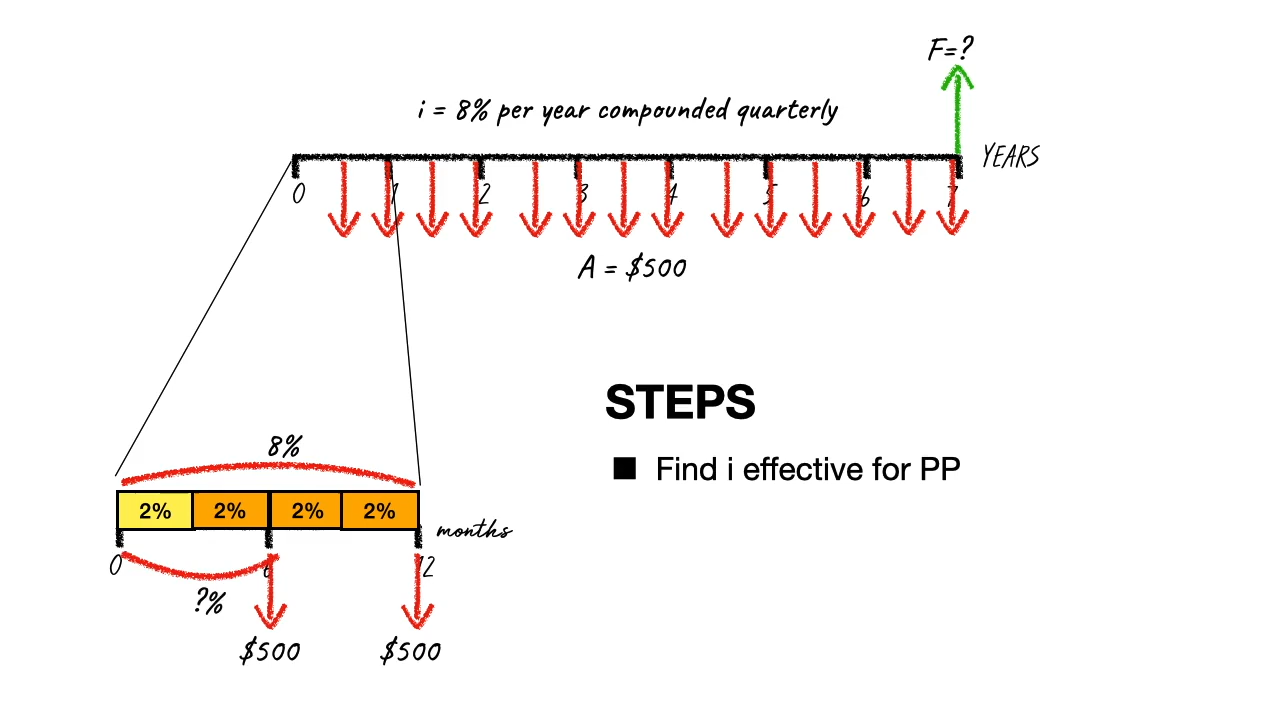 F=?
i = 8% per year compounded quarterly
YEARS
0 1 2 3 4 5 6 7
A = $500
STEPS
■ Find i effective for PP
8%
2% 2% 2% 2%
months
0 6 12
?%
$500 $500